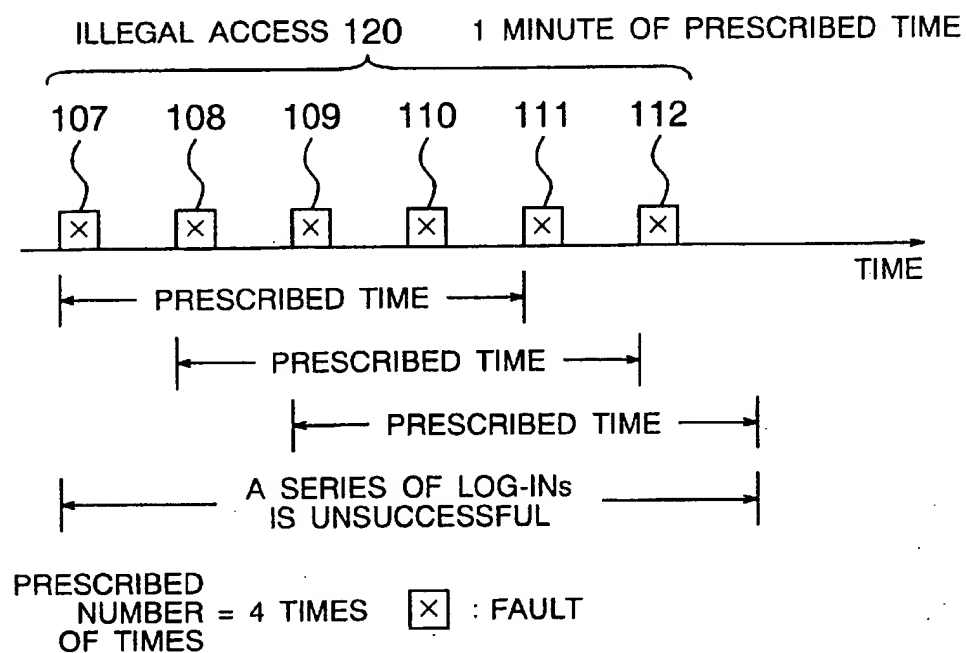 ILLEGAL ACCESS 120 1 MINUTE OF PRESCRIBED TIME
107 108 109 110 111 112
TIME
PRESCRIBED TIME
PRESCRIBED TIME
PRESCRIBED TIME
A SERIES OF LOG-INs
IS UNSUCCESSFUL
PRESCRIBED
NUMBER = 4 TIMES : FAULT
OF TIMES